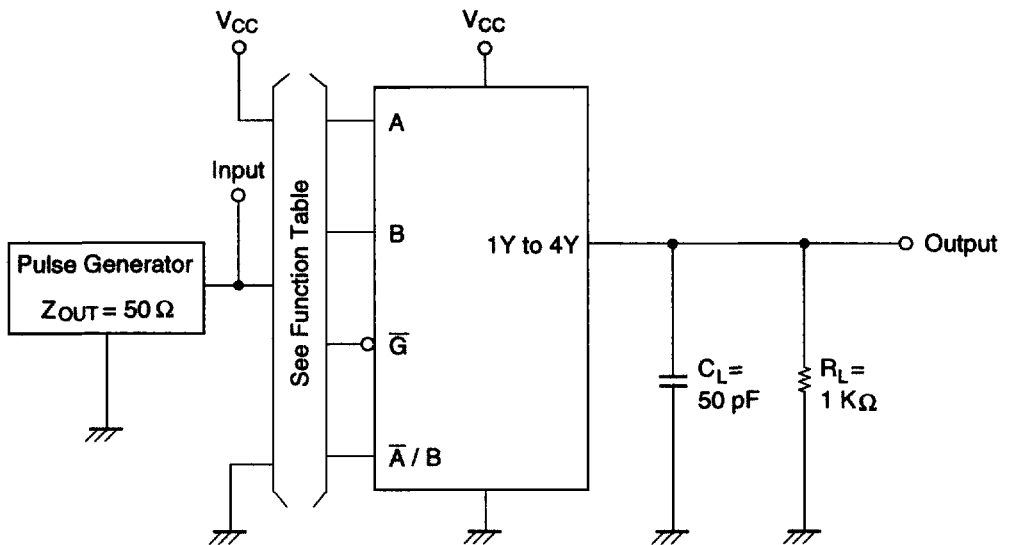 VCC
VCC
Input
Pulse Generator
ZOUT = 50 Ω
See Function Table
A
B
G̅
A̅ / B
1Y to 4Y
Output
CL=
50 pF
RL=
1 KΩ